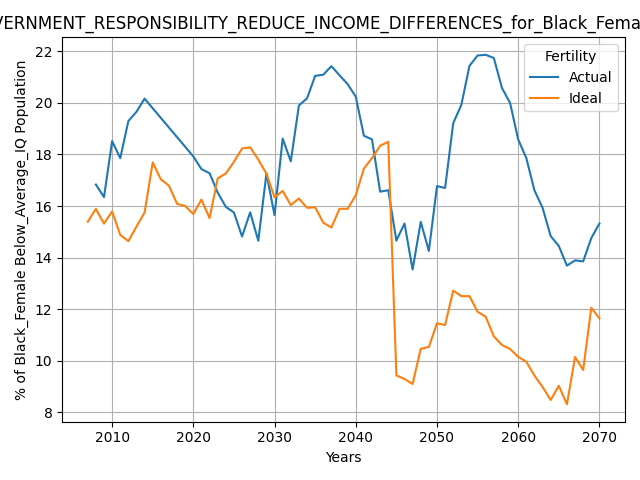 VERNMENT_RESPONSIBILITY_REDUCE_INCOME_DIFFERENCES_for_Black_Fema
Fertility
Actual
Ideal
% of Black_Female Below_Average_IQ Population
22
20
18
16
14
12
10
8
2010 2020 2030 2040 2050 2060 2070
Years